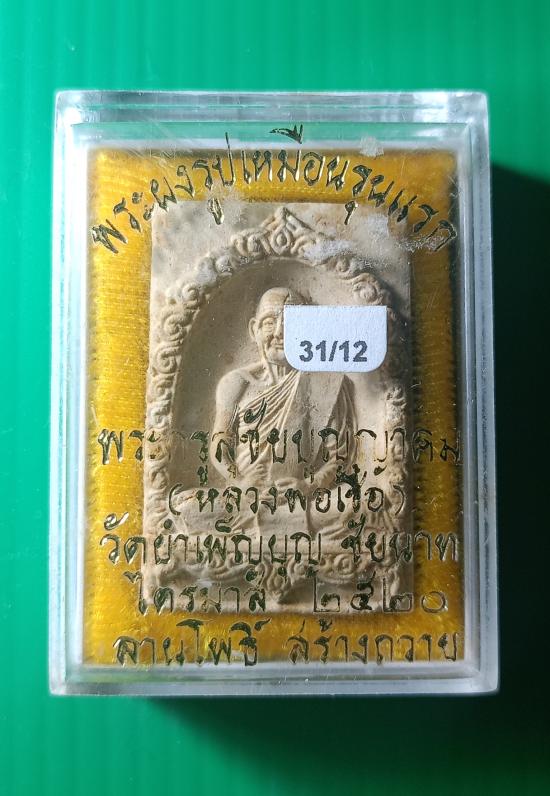 พระผงรูปเหมือนรุ่นแรก
31/12
พระครูสุชัยบุญญาคม
(หลวงพ่อเชื้อ)
วัดย่ำเพ็ญบุญ ชัยนาท
ไตรมาส ๒๕๒๐
ลานโพธิ์ สร้างถวาย